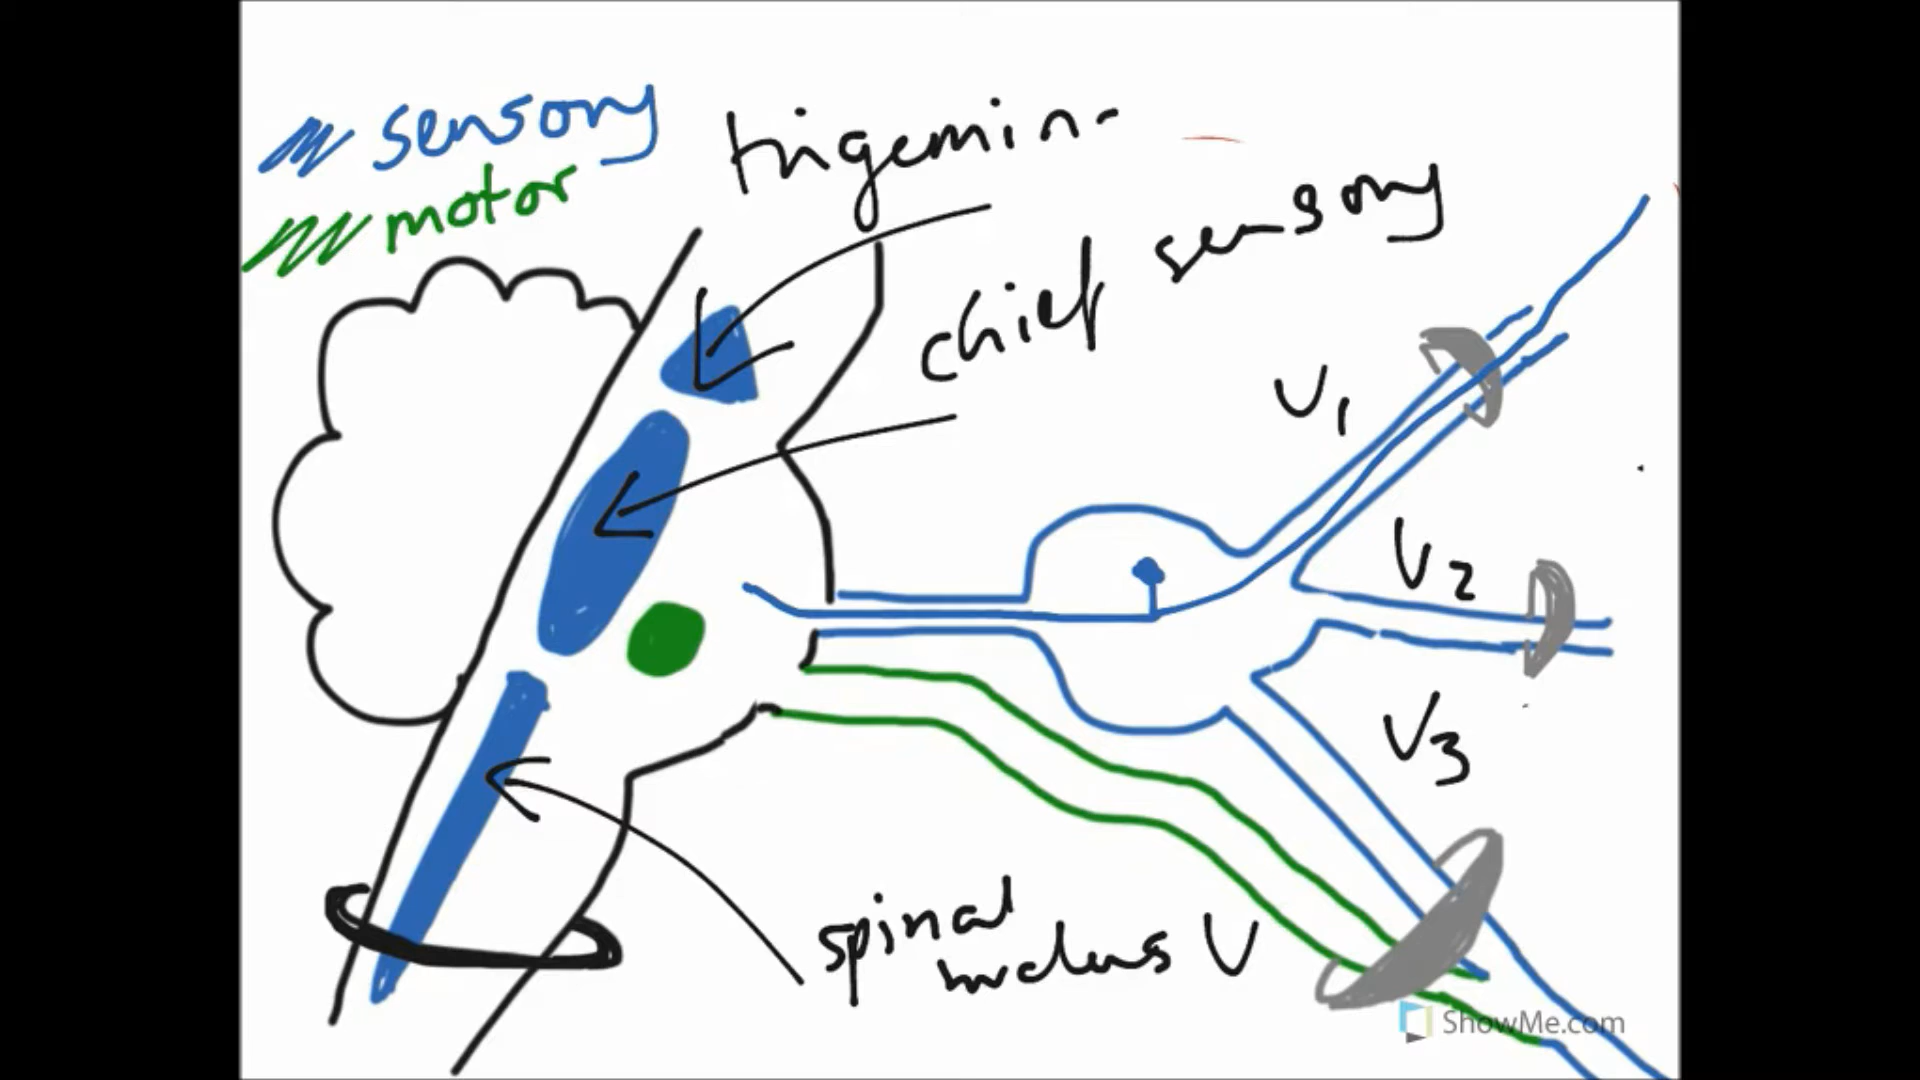 sensory
motor
trigemin
chief sensory
V1
V2
V3
spinal
nucleus V
ShowMe.com